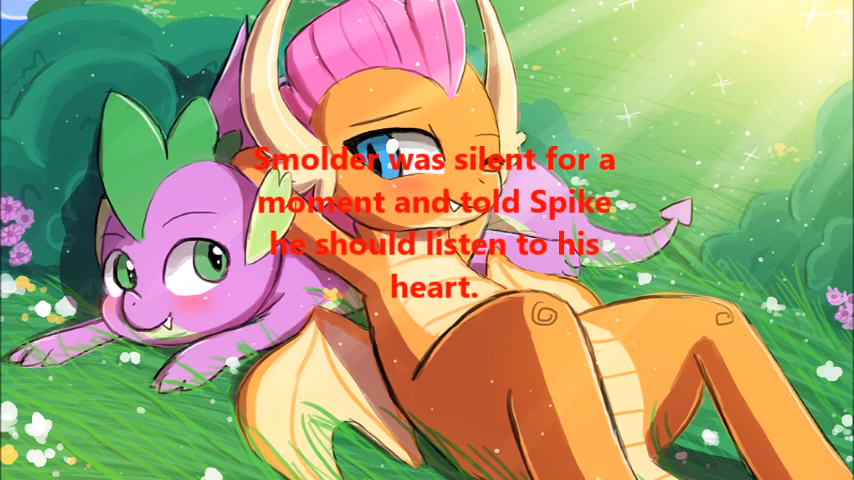 Smolder was silent for a
moment and told Spike
he should listen to his
heart.